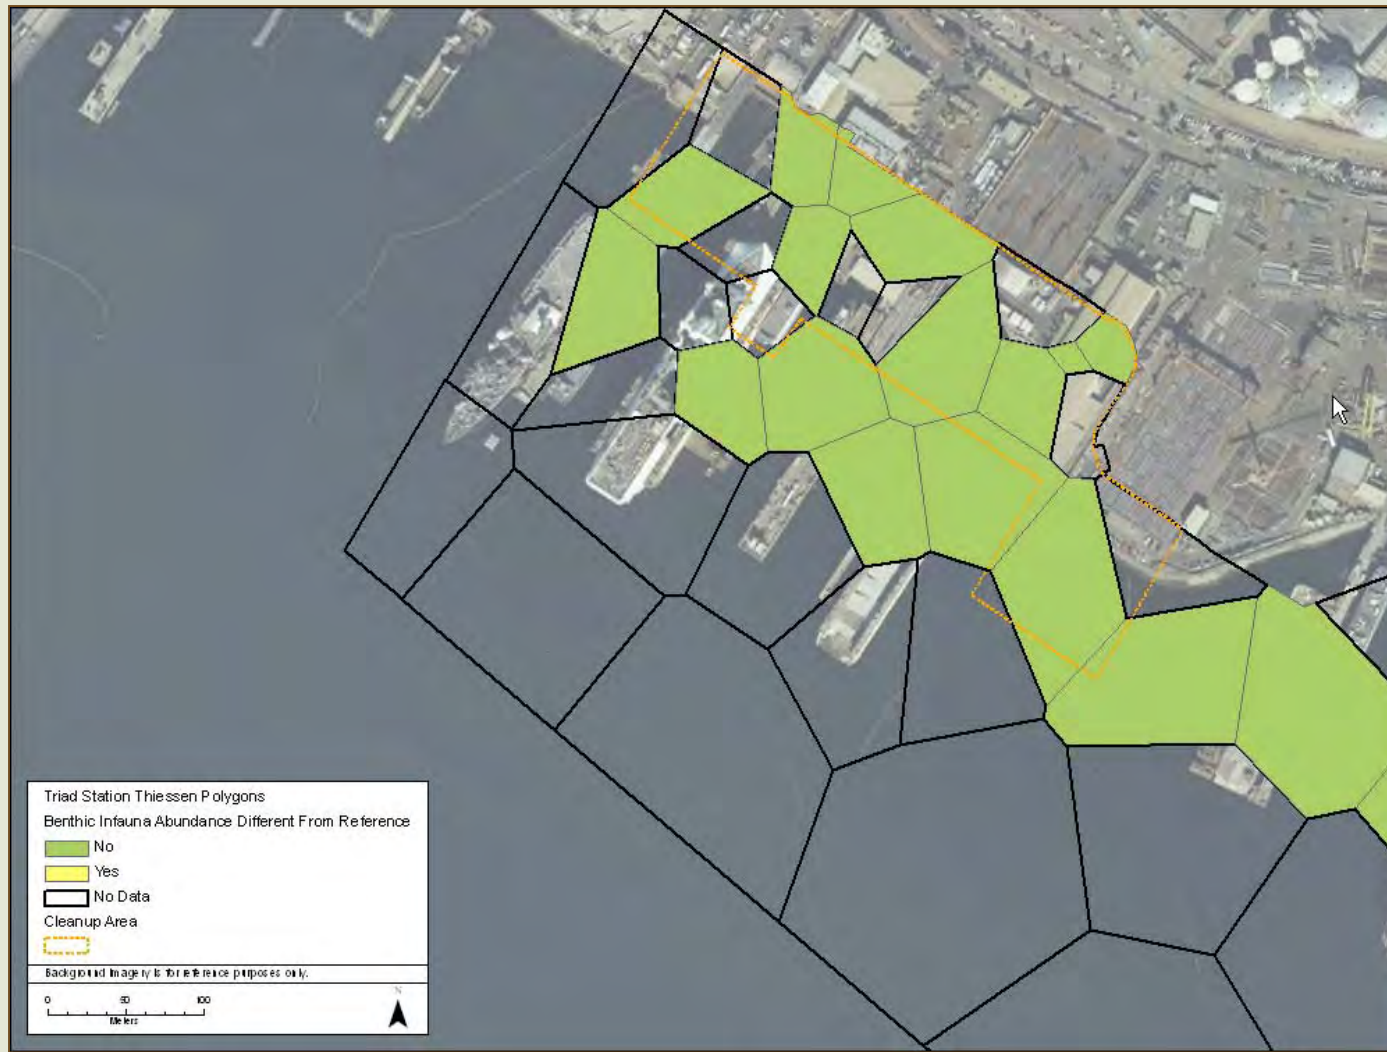 Triad Station Thiessen Polygons
Benthic Infauna Abundance Different From Reference
No
Yes
No Data
Cleanup Area
Background Imagery is for reference purposes only.
N
0 50 100
Meters